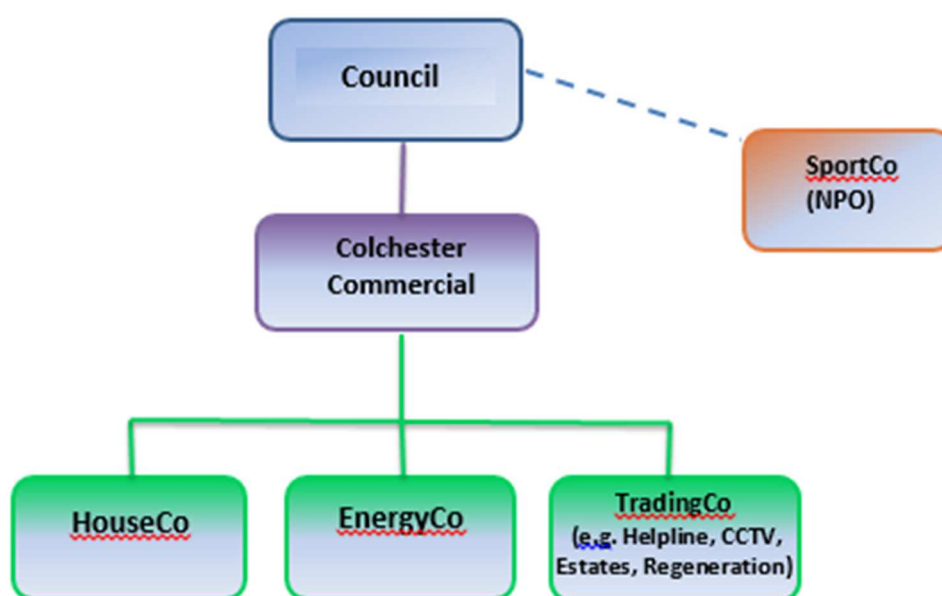 Council
SportCo
(NPO)
Colchester
Commercial
HouseCo
EnergyCo
TradingCo
(e.g. Helpline, CCTV,
Estates, Regeneration)